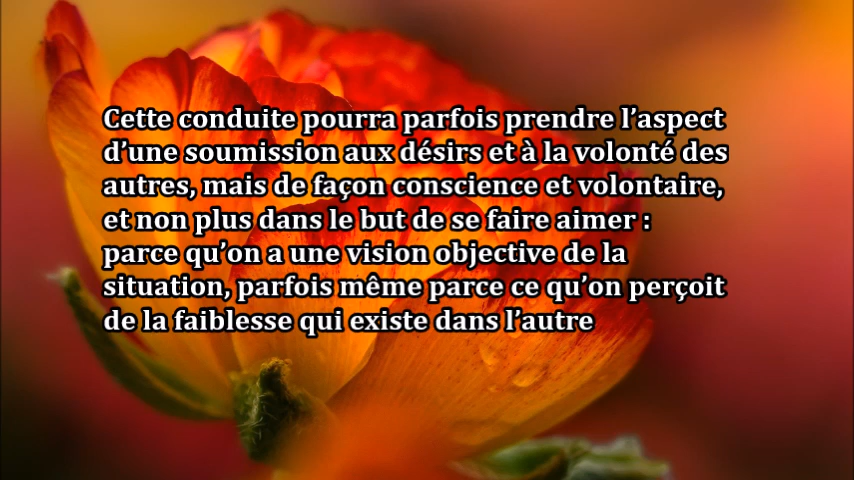 Cette conduite pourra parfois prendre l’aspect
d’une soumission aux désirs et à la volonté des
autres, mais de façon conscience et volontaire,
et non plus dans le but de se faire aimer :
parce qu’on a une vision objective de la
situation, parfois même parce ce qu’on perçoit
de la faiblesse qui existe dans l’autre